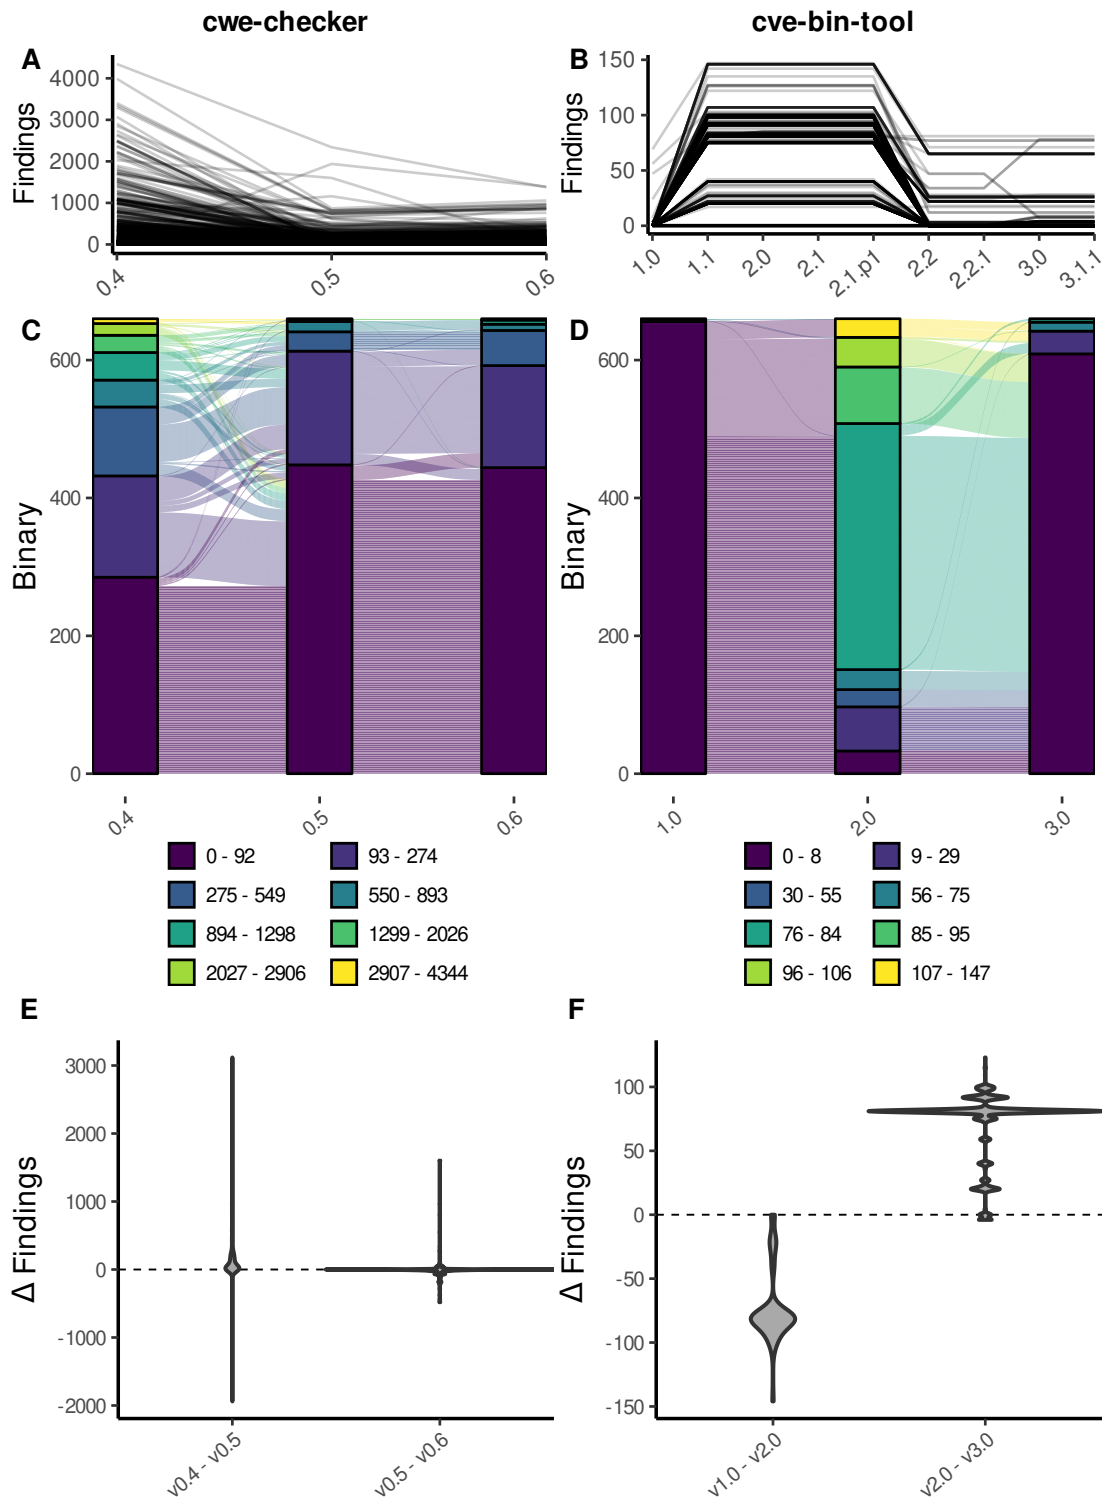 cwe-checker
cve-bin-tool
A
B
Findings
4000
3000
2000
1000
0
0.4
0.5
0.6
Findings
150
100
50
0
1.0
1.1
2.0
2.1
2.1.p1
2.2
2.2.1
3.0
3.1.1
C
D
Binary
600
400
200
0
0.4
0.5
0.6
Binary
600
400
200
0
1.0
2.0
3.0
0 - 92
93 - 274
275 - 549
550 - 893
894 - 1298
1299 - 2026
2027 - 2906
2907 - 4344
0 - 8
9 - 29
30 - 55
56 - 75
76 - 84
85 - 95
96 - 106
107 - 147
E
F
Δ Findings
3000
2000
1000
0
-1000
-2000
v0.4 - v0.5
v0.5 - v0.6
Δ Findings
100
50
0
-50
-100
-150
v1.0 - v2.0
v2.0 - v3.0